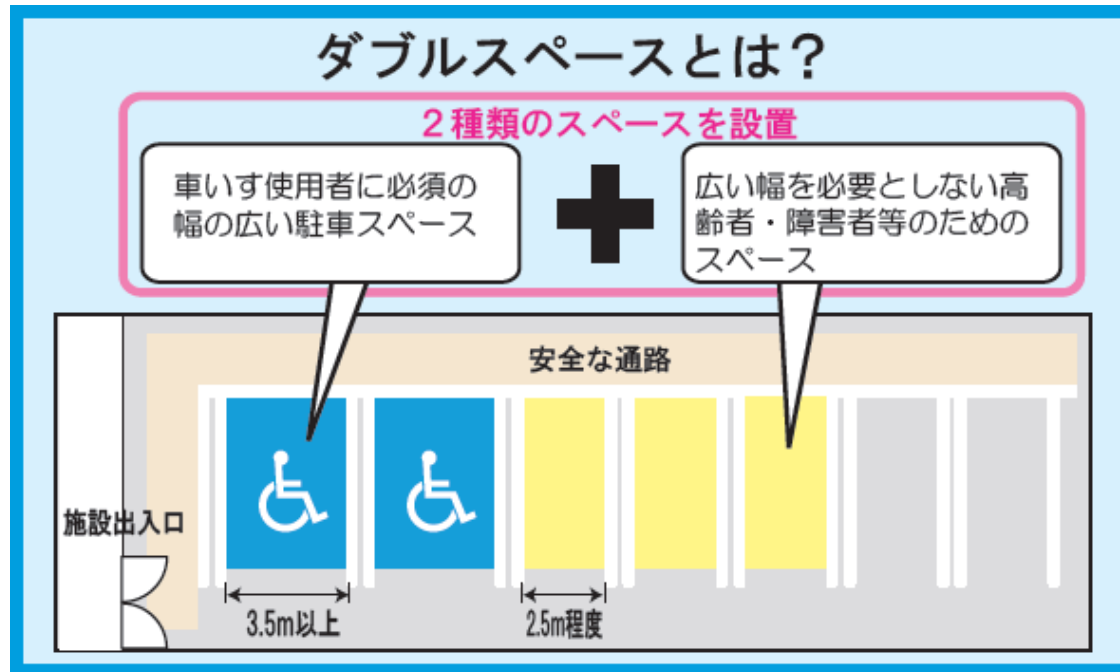 ダブルスペースとは?
2種類のスペースを設置
車いす使用者に必須の
幅の広い駐車スペース
広い幅を必要としない高
齢者・障害者等のための
スペース
安全な通路
施設出入口
3.5m以上
2.5m程度